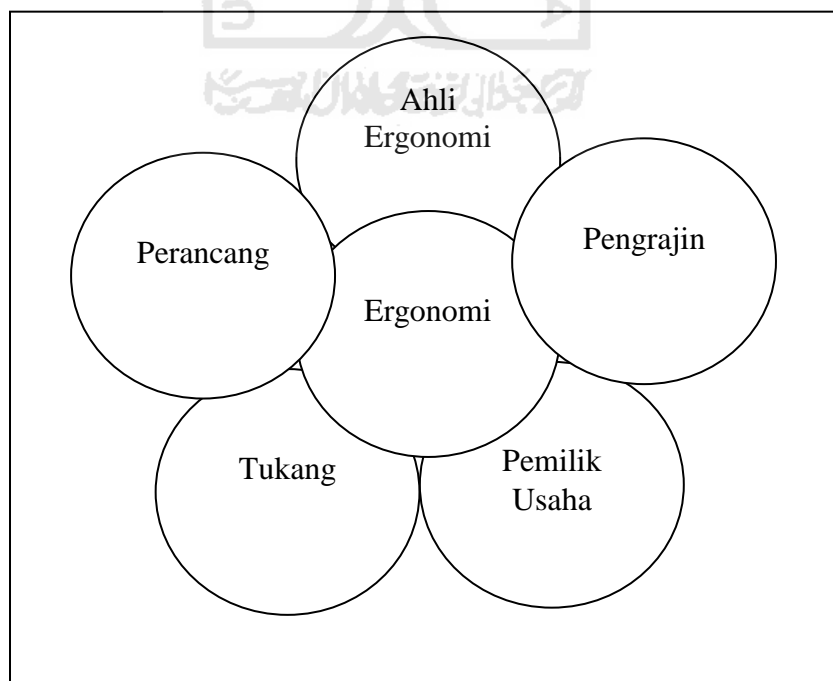 Ahli
Ergonomi
Perancang
Pengrajin
Ergonomi
Tukang
Pemilik
Usaha